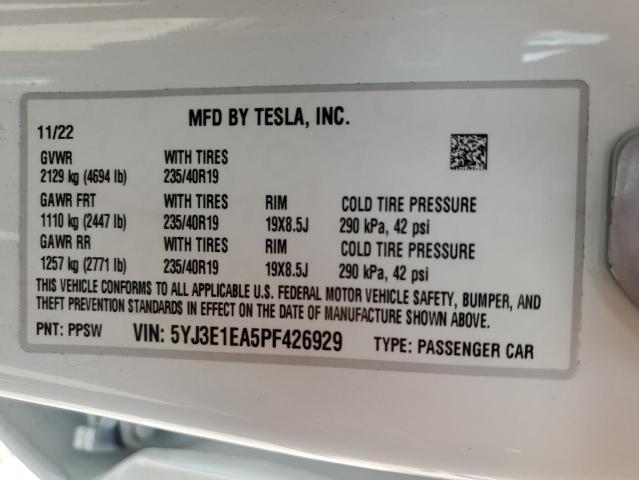 MFD BY TESLA, INC.
11/22
GVWR WITH TIRES
2129 kg (4694 lb) 235/40R19
GAWR FRT WITH TIRES RIM COLD TIRE PRESSURE
1110 kg (2447 lb) 235/40R19 19X8.5J 290 kPa, 42 psi
GAWR RR WITH TIRES RIM COLD TIRE PRESSURE
1257 kg (2771 lb) 235/40R19 19X8.5J 290 kPa, 42 psi
THIS VEHICLE CONFORMS TO ALL APPLICABLE U.S. FEDERAL MOTOR VEHICLE SAFETY, BUMPER, AND
THEFT PREVENTION STANDARDS IN EFFECT ON THE DATE OF MANUFACTURE SHOWN ABOVE.
PNT: PPSW VIN: 5YJ3E1EA5PF426929 TYPE: PASSENGER CAR